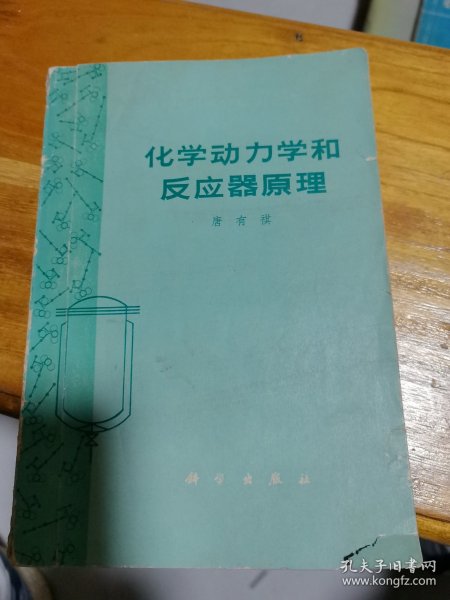 化学动力学和
反应器原理
唐有祺
科学出版社
孔夫子旧书网
www.kongfz.com